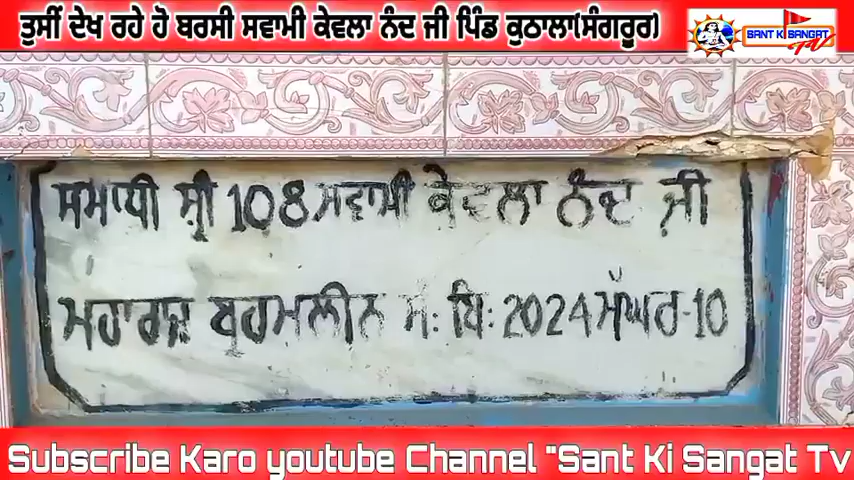 ਤੁਸੀਂ ਦੇਖ ਰਹੇ ਹੋ ਬਰਸੀ ਸਵਾਮੀ ਕੇਵਲਾ ਨੰਦ ਜੀ ਪਿੰਡ ਕੁਠਾਲਾ(ਸੰਗਰੂਰ)
SANT KI SANGAT
TV
ਸਮਾਧੀ ਸ੍ਰੀ 108 ਸਵਾਮੀ ਕੇਵਲਾ ਨੰਦ ਜੀ
ਮਹਾਰਾਜ ਬ੍ਰਹਮਲੀਨ ਸੰ: ਬਿ: 2024 ਮੱਘਰ-10
Subscribe Karo youtube Channel "Sant Ki Sangat Tv